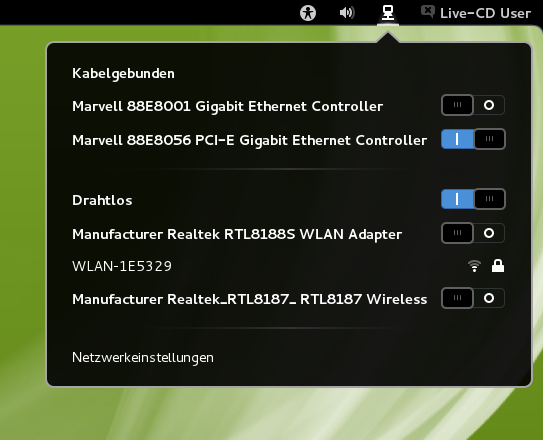 Live-CD User
Kabelgebunden
Marvell 88E8001 Gigabit Ethernet Controller
Marvell 88E8056 PCI-E Gigabit Ethernet Controller
Drahtlos
Manufacturer Realtek RTL8188S WLAN Adapter
WLAN-1E5329
Manufacturer Realtek_RTL8187_ RTL8187 Wireless
Netzwerkeinstellungen